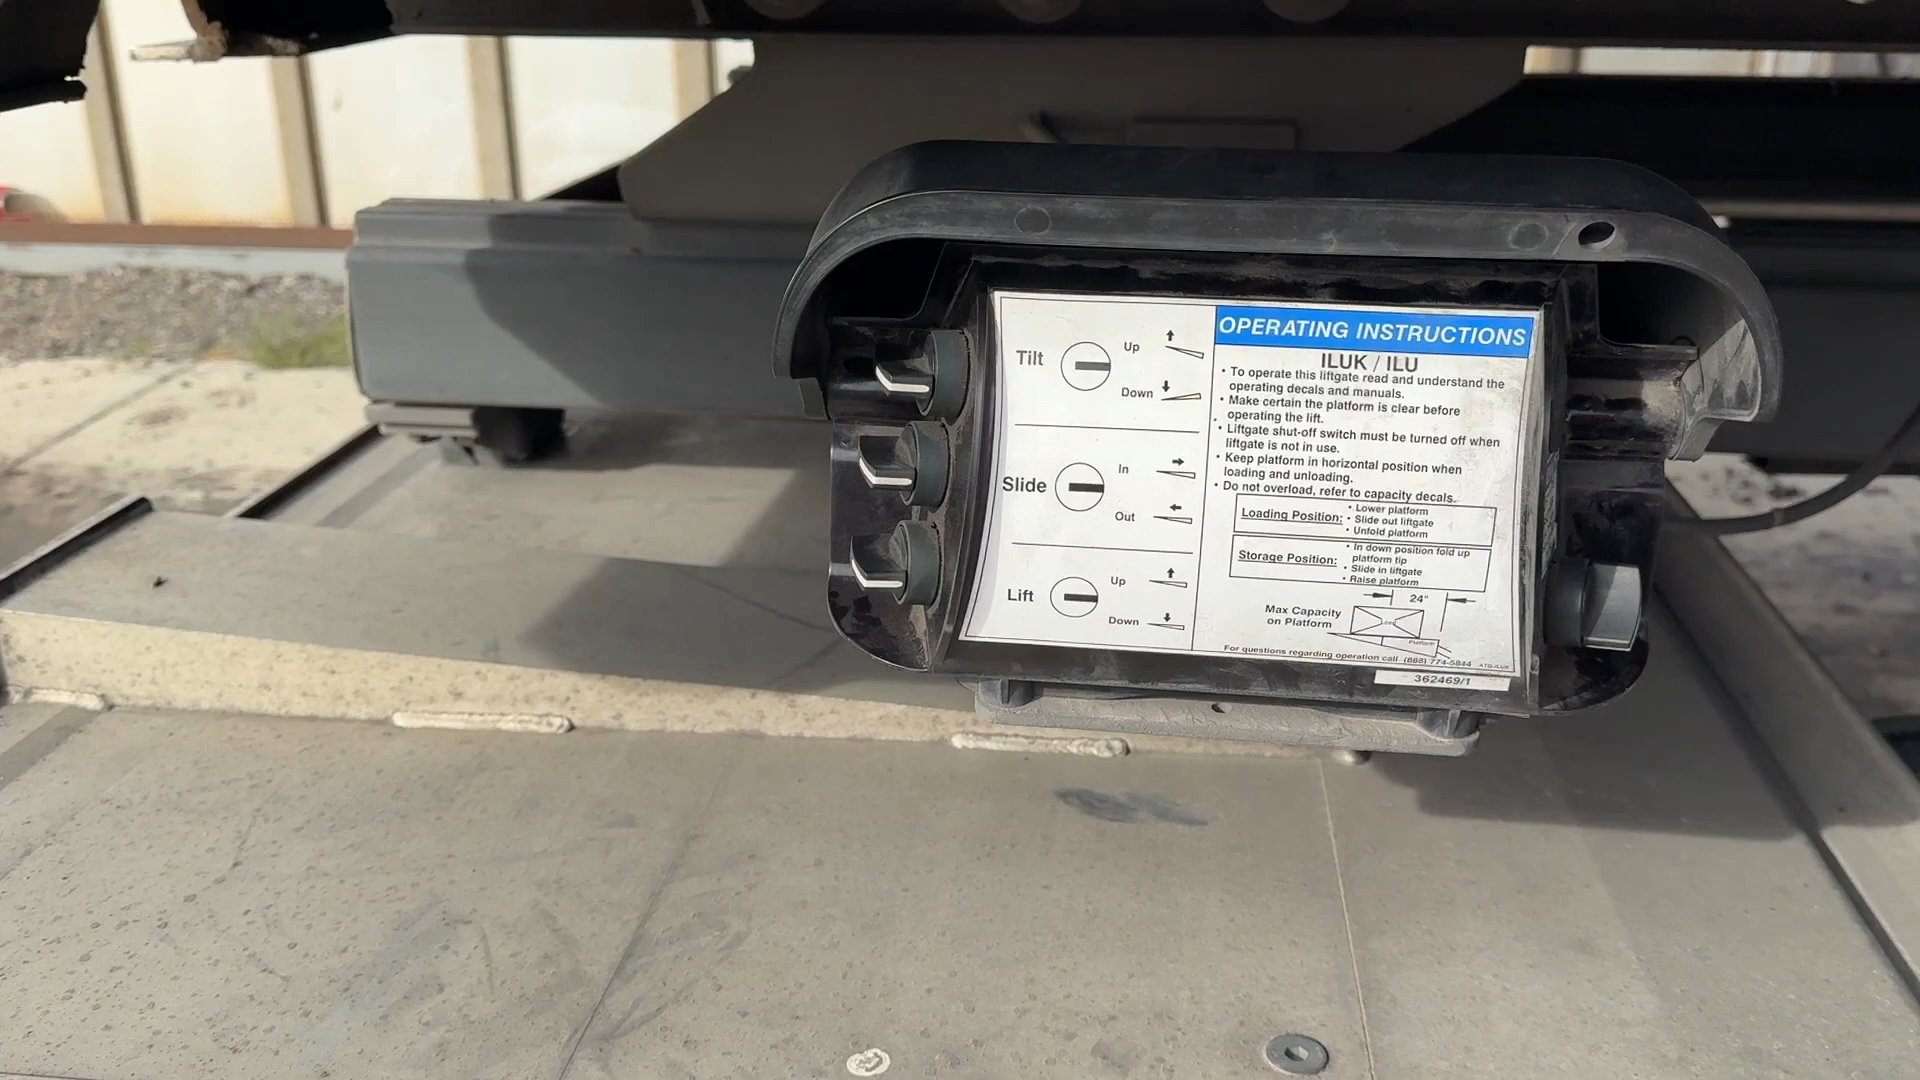 Tilt
Up
Down
Slide
In
Out
Lift
Up
Down
OPERATING INSTRUCTIONS
ILUK / ILU
• To operate this liftgate read and understand the
operating decals and manuals.
• Make certain the platform is clear before
operating the lift.
• Liftgate shut-off switch must be turned off when
liftgate is not in use.
• Keep platform in horizontal position when
loading and unloading.
• Do not overload, refer to capacity decals.
Loading Position:
• Lower platform
• Slide out liftgate
• Unfold platform
Storage Position:
• In down position fold up
platform tip
• Slide in liftgate
• Raise platform
24"
Max Capacity
on Platform
Load
Platform
For questions regarding operation call (888) 774-5844 ATG-ILUK
362469/1